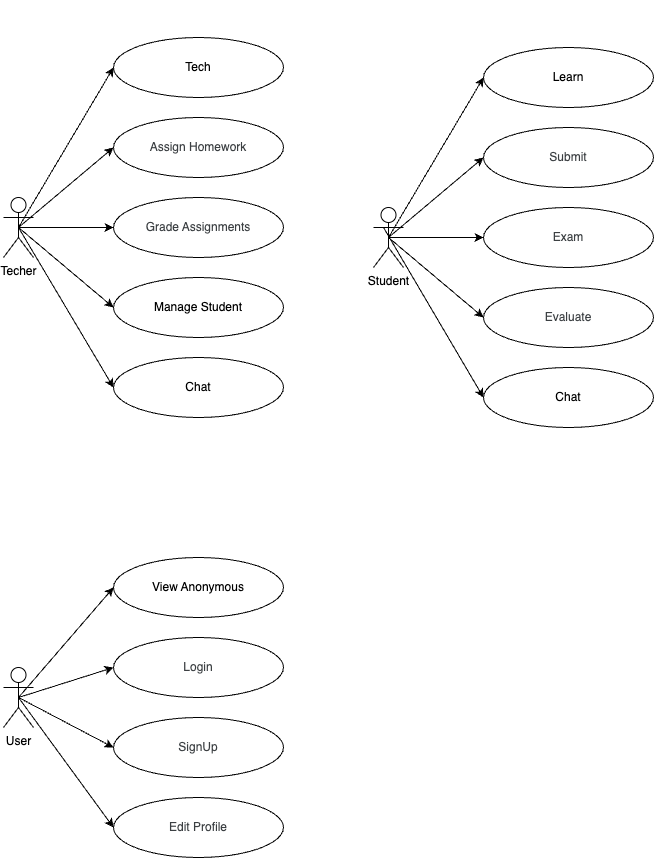 Tech
Assign Homework
Grade Assignments
Manage Student
Chat
Techer
Learn
Submit
Exam
Evaluate
Chat
Student
View Anonymous
Login
SignUp
Edit Profile
User